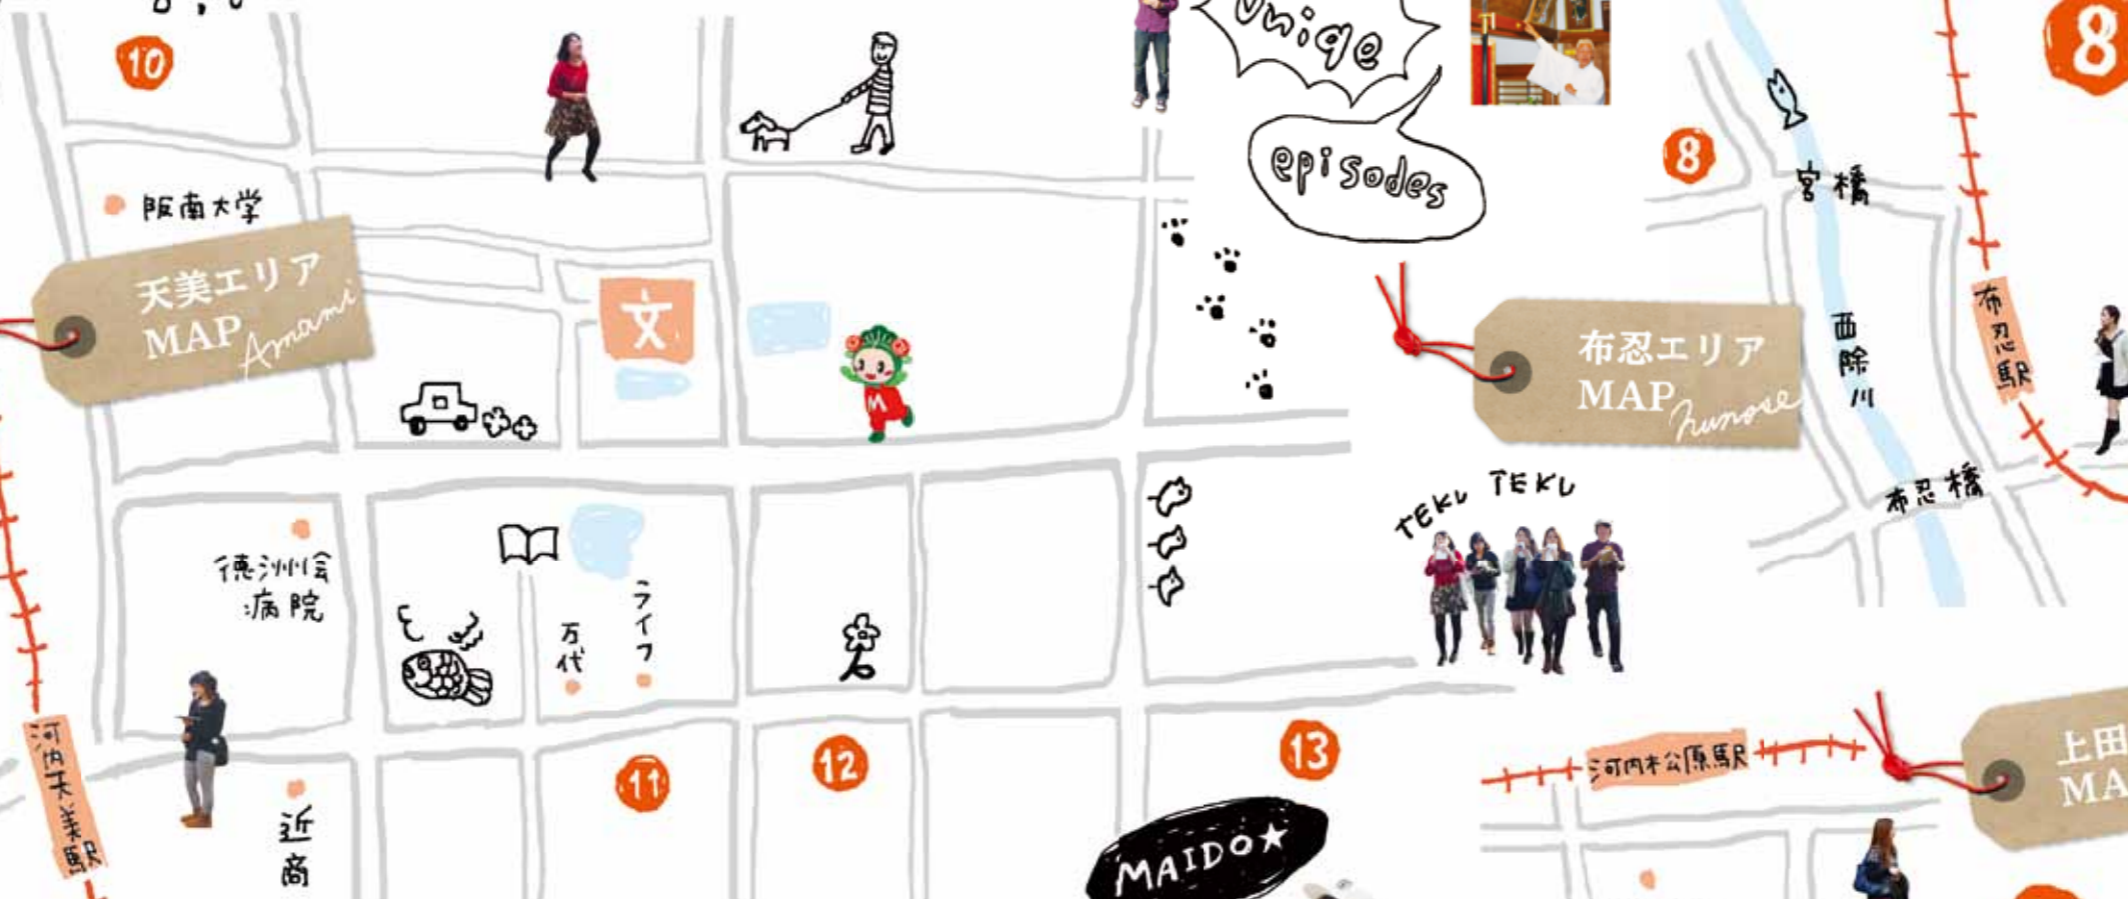 10
阪南大学
天美エリア
MAP
Amami
文
M
徳洲会
病院
万代
ライフ
河内天美駅
近商
11
12
13
MAIDO★
uniqe
episodes
8
8
宮橋
西除川
布忍駅
布忍橋
布忍エリア
MAP
nunose
TEKU TEKU
河内松原駅
上田
MA